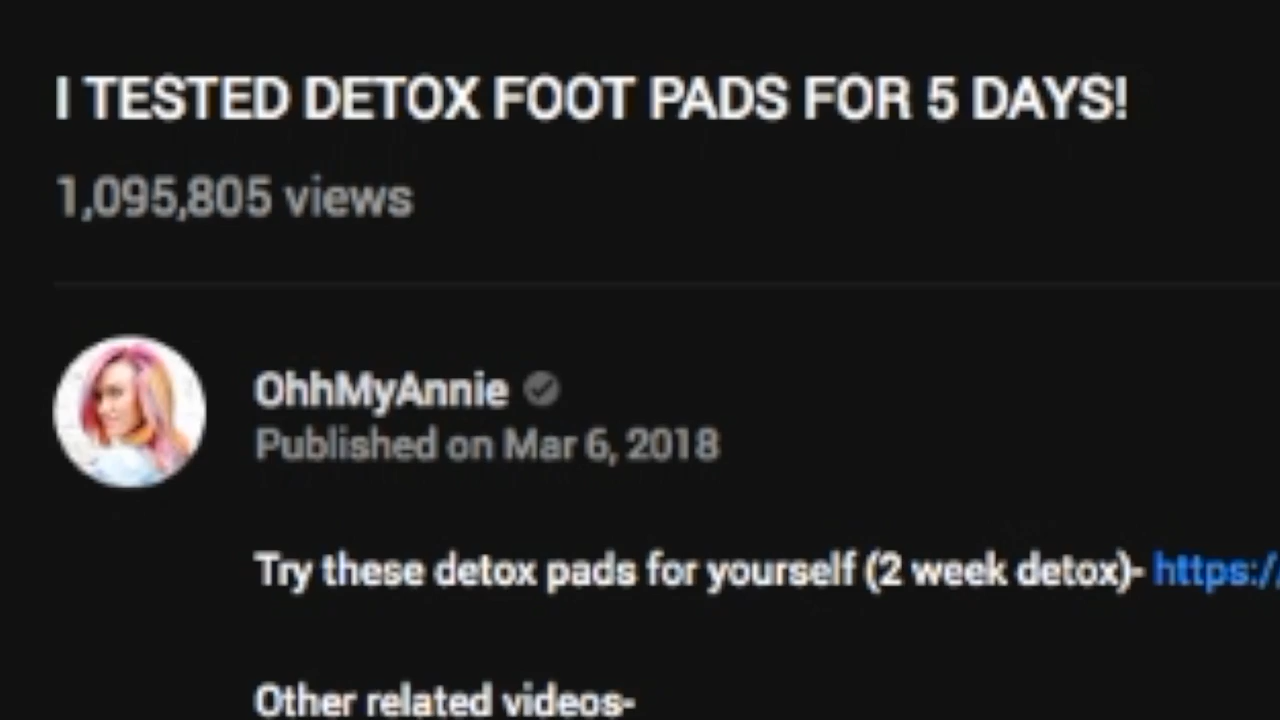 I TESTED DETOX FOOT PADS FOR 5 DAYS!
1,095,805 views
OhhMyAnnie
Published on Mar 6, 2018
Try these detox pads for yourself (2 week detox)- https:/
Other related videos-